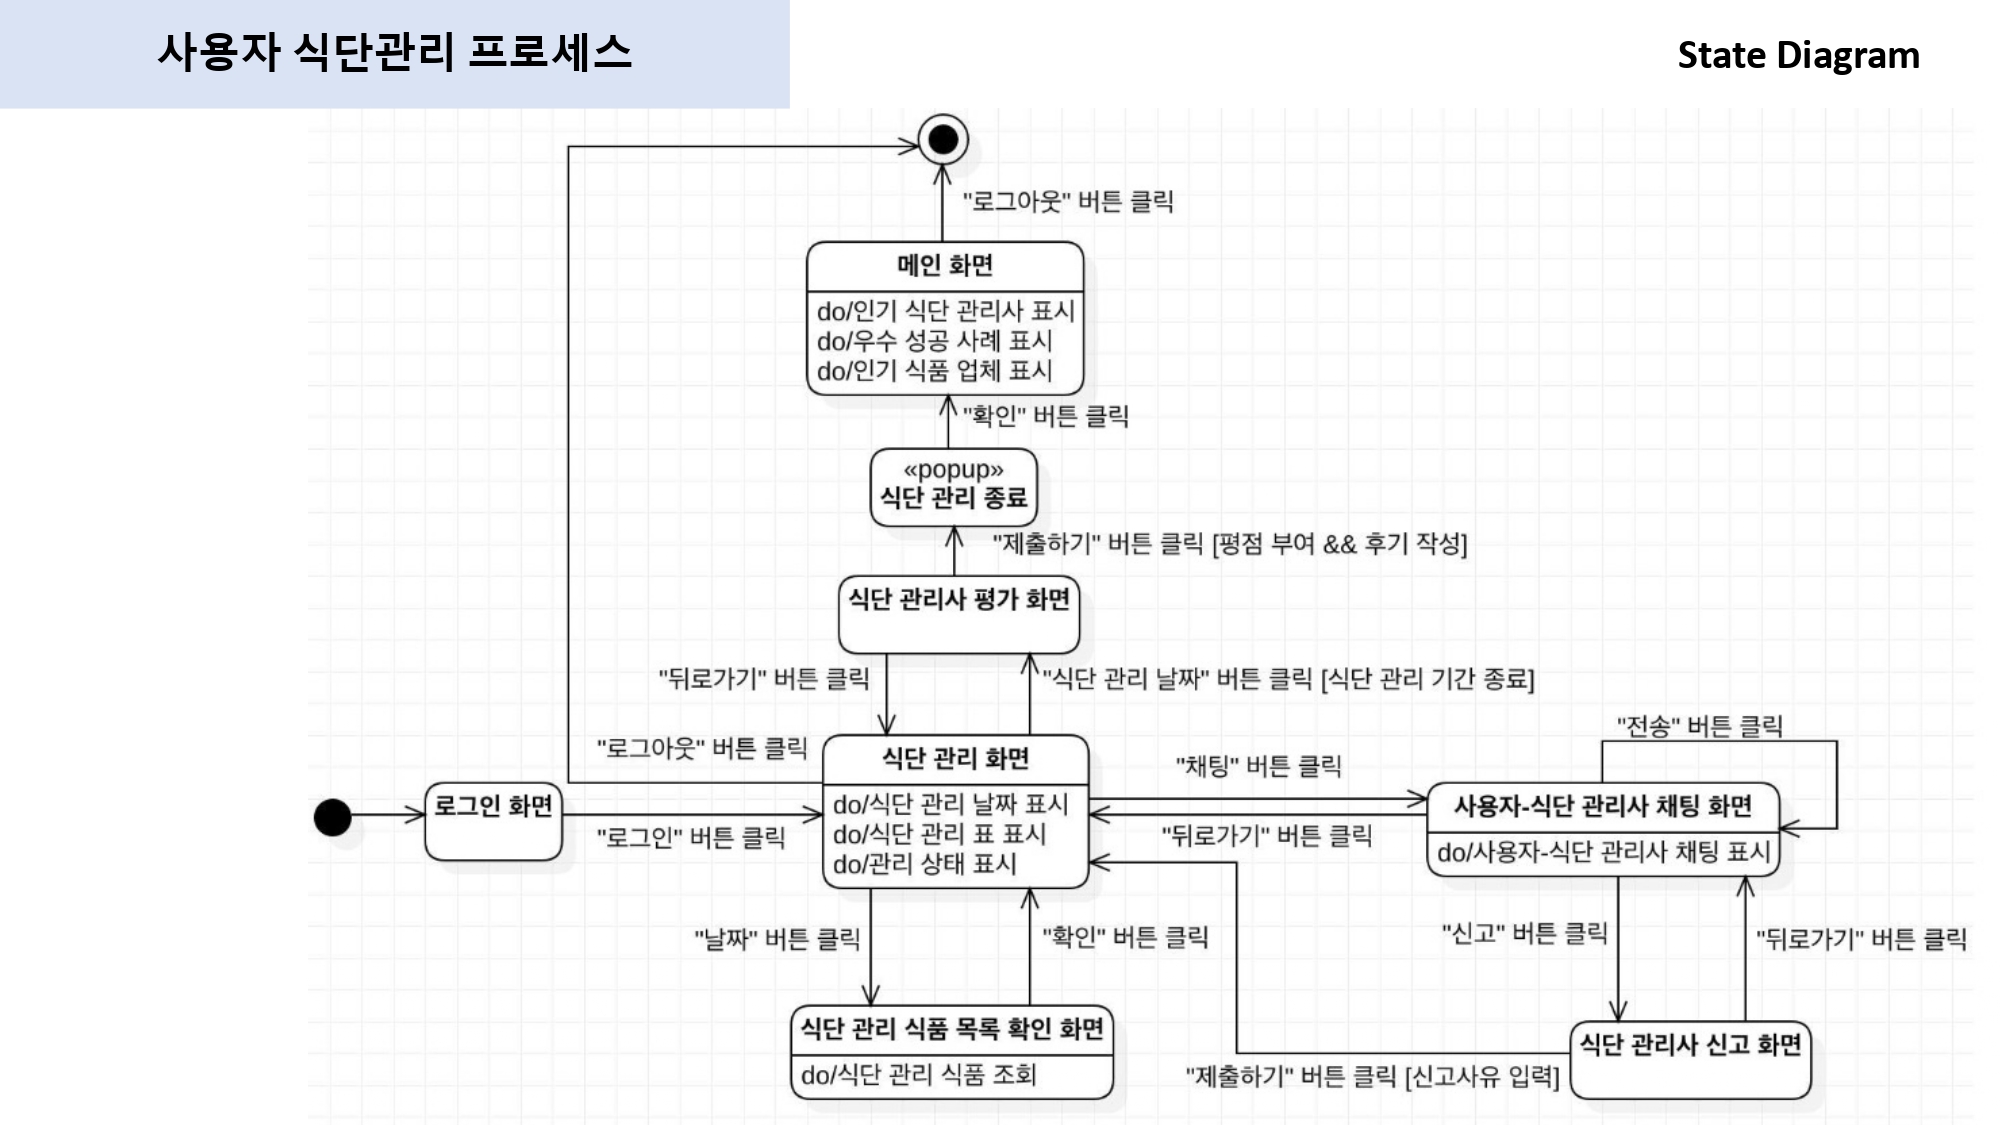 사용자 식단관리 프로세스
State Diagram
"로그아웃" 버튼 클릭
메인 화면
do/인기 식단 관리사 표시
do/우수 성공 사례 표시
do/인기 식품 업체 표시
"확인" 버튼 클릭
«popup»
식단 관리 종료
"제출하기" 버튼 클릭 [평점 부여 && 후기 작성]
식단 관리사 평가 화면
"뒤로가기" 버튼 클릭
"식단 관리 날짜" 버튼 클릭 [식단 관리 기간 종료]
"로그아웃" 버튼 클릭
식단 관리 화면
do/식단 관리 날짜 표시
do/식단 관리 표 표시
do/관리 상태 표시
로그인 화면
"로그인" 버튼 클릭
"채팅" 버튼 클릭
"뒤로가기" 버튼 클릭
"전송" 버튼 클릭
사용자-식단 관리사 채팅 화면
do/사용자-식단 관리사 채팅 표시
"날짜" 버튼 클릭
"확인" 버튼 클릭
"신고" 버튼 클릭
"뒤로가기" 버튼 클릭
식단 관리 식품 목록 확인 화면
do/식단 관리 식품 조회
"제출하기" 버튼 클릭 [신고사유 입력]
식단 관리사 신고 화면